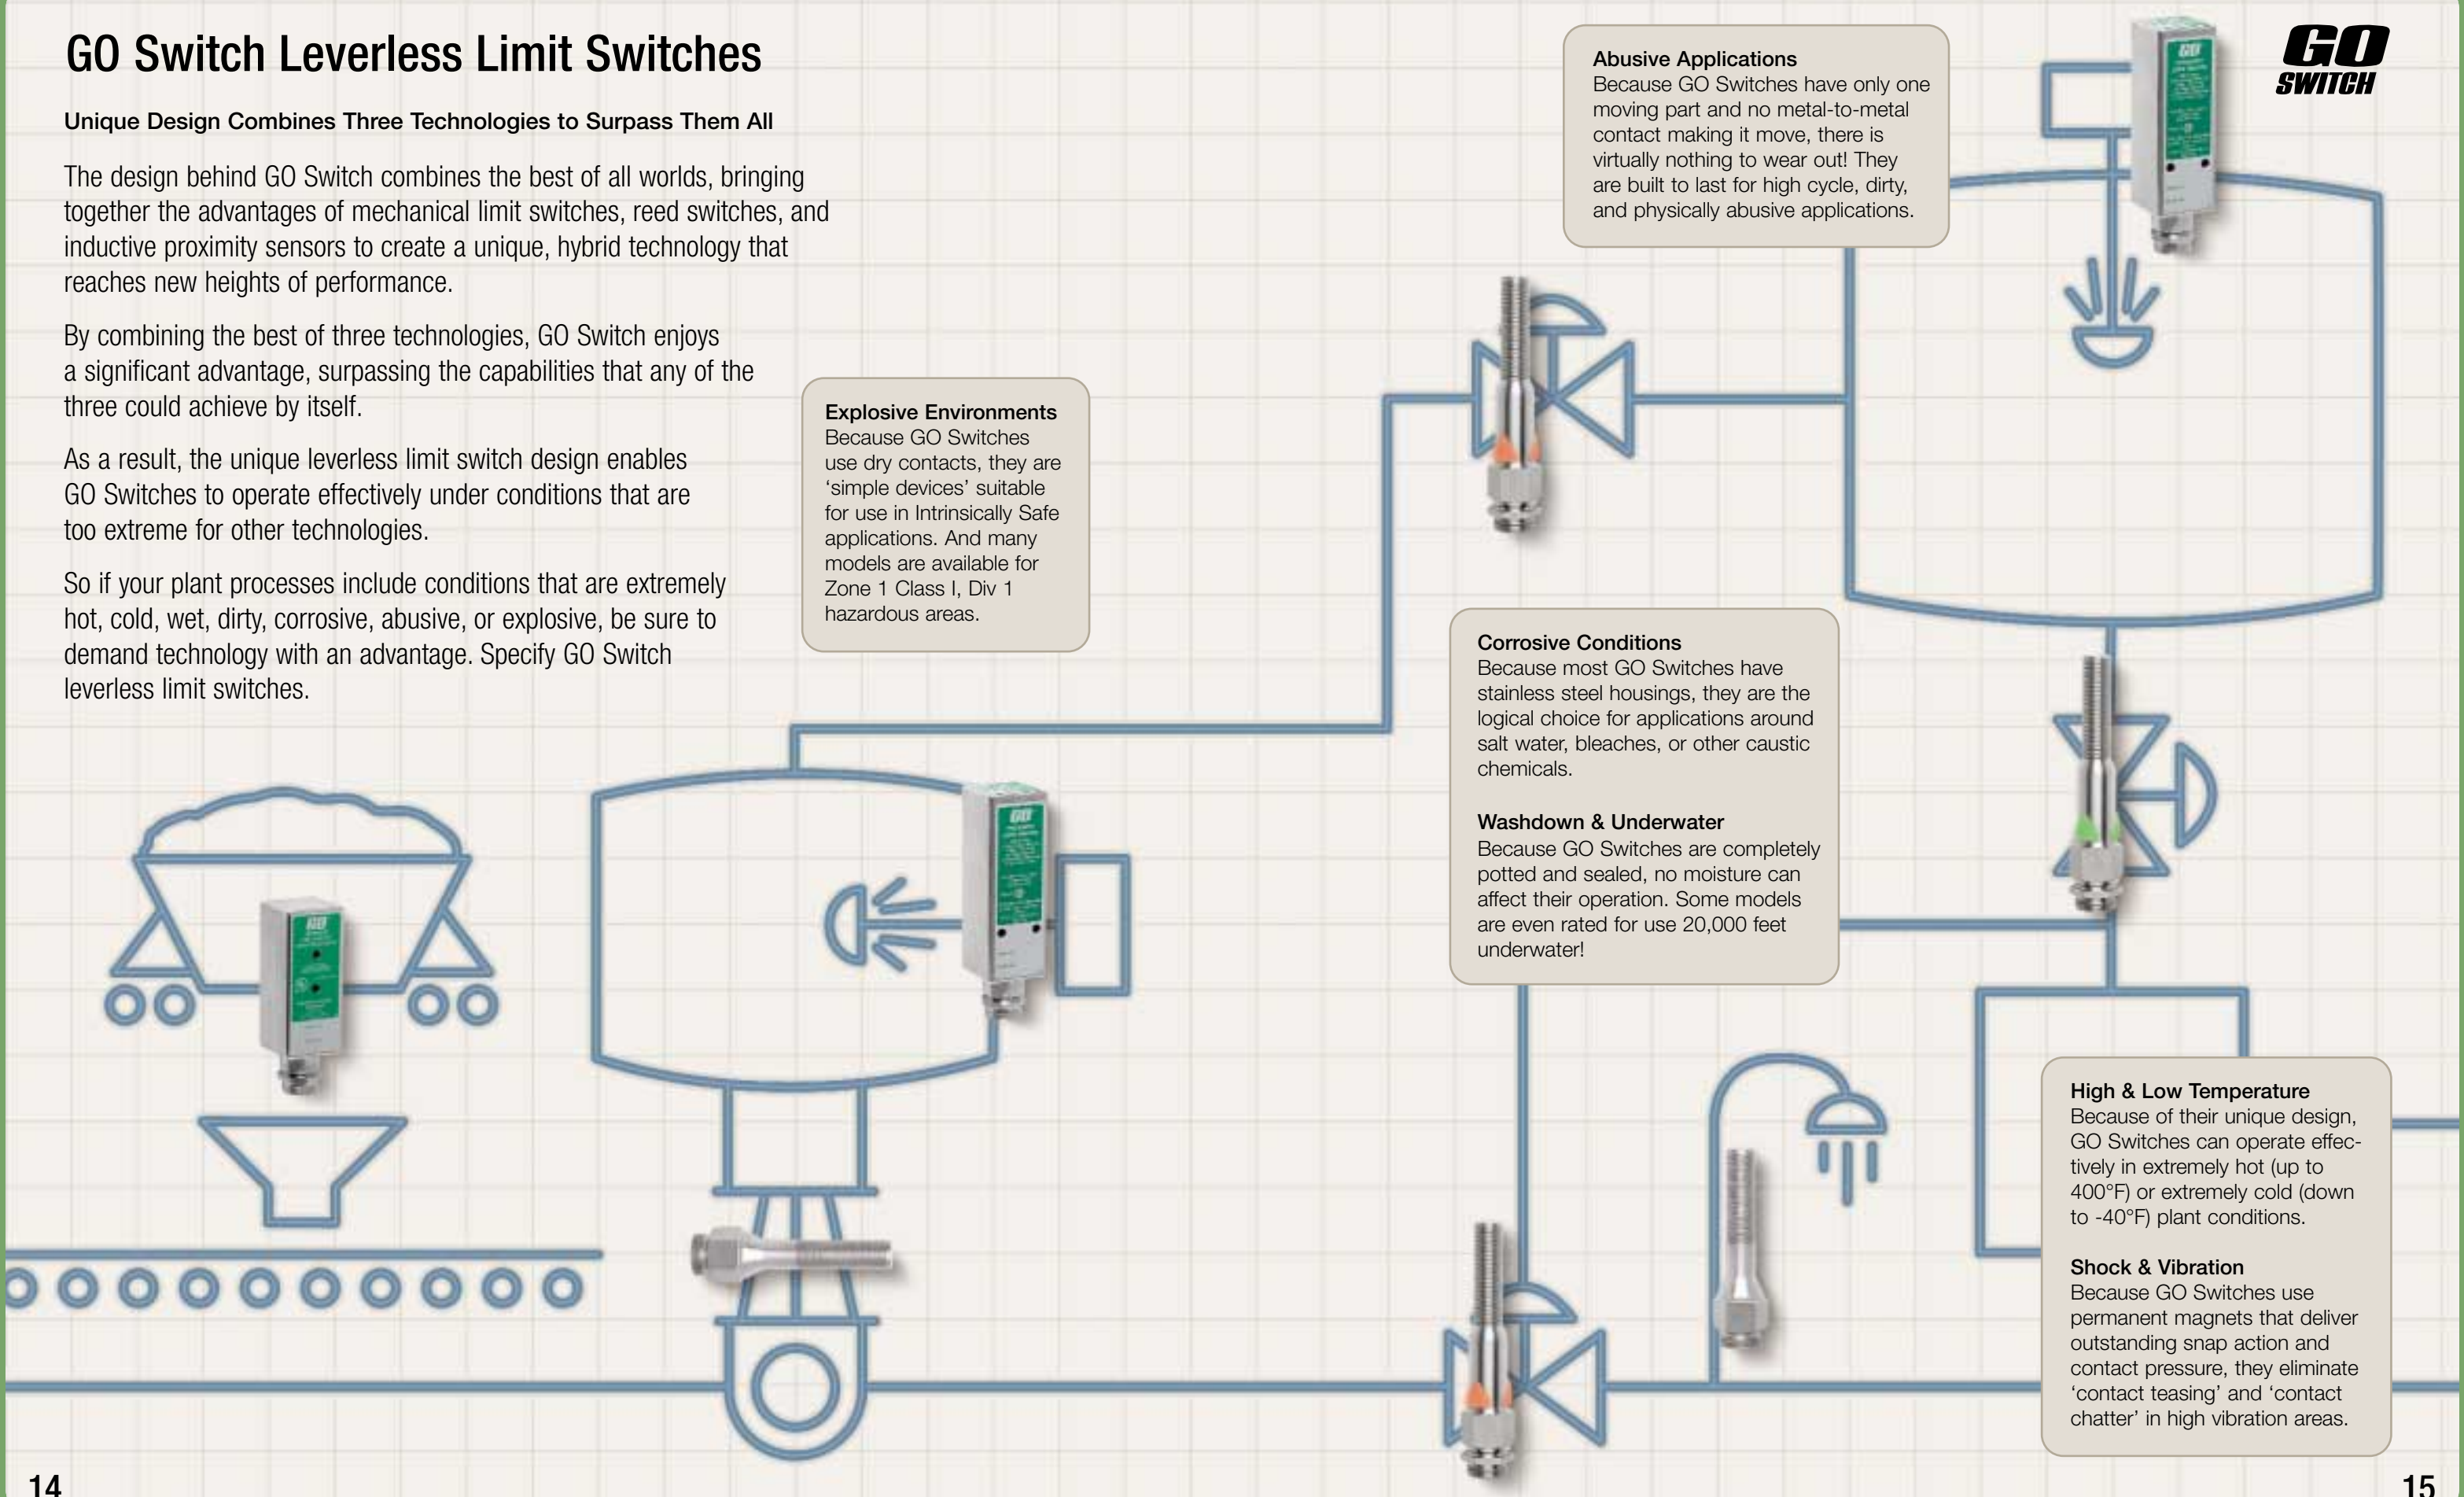 GO Switch Leverless Limit Switches
Unique Design Combines Three Technologies to Surpass Them All
The design behind GO Switch combines the best of all worlds, bringing
together the advantages of mechanical limit switches, reed switches, and
inductive proximity sensors to create a unique, hybrid technology that
reaches new heights of performance.
By combining the best of three technologies, GO Switch enjoys
a significant advantage, surpassing the capabilities that any of the
three could achieve by itself.
As a result, the unique leverless limit switch design enables
GO Switches to operate effectively under conditions that are
too extreme for other technologies.
So if your plant processes include conditions that are extremely
hot, cold, wet, dirty, corrosive, abusive, or explosive, be sure to
demand technology with an advantage. Specify GO Switch
leverless limit switches.
Explosive Environments
Because GO Switches
use dry contacts, they are
‘simple devices’ suitable
for use in Intrinsically Safe
applications. And many
models are available for
Zone 1 Class I, Div 1
hazardous areas.
GO
GO
14
Abusive Applications
Because GO Switches have only one
moving part and no metal-to-metal
contact making it move, there is
virtually nothing to wear out! They
are built to last for high cycle, dirty,
and physically abusive applications.
GO
GO
SWITCH
Corrosive Conditions
Because most GO Switches have
stainless steel housings, they are the
logical choice for applications around
salt water, bleaches, or other caustic
chemicals.
Washdown & Underwater
Because GO Switches are completely
potted and sealed, no moisture can
affect their operation. Some models
are even rated for use 20,000 feet
underwater!
High & Low Temperature
Because of their unique design,
GO Switches can operate effec-
tively in extremely hot (up to
400°F) or extremely cold (down
to -40°F) plant conditions.
Shock & Vibration
Because GO Switches use
permanent magnets that deliver
outstanding snap action and
contact pressure, they eliminate
‘contact teasing’ and ‘contact
chatter’ in high vibration areas.
15